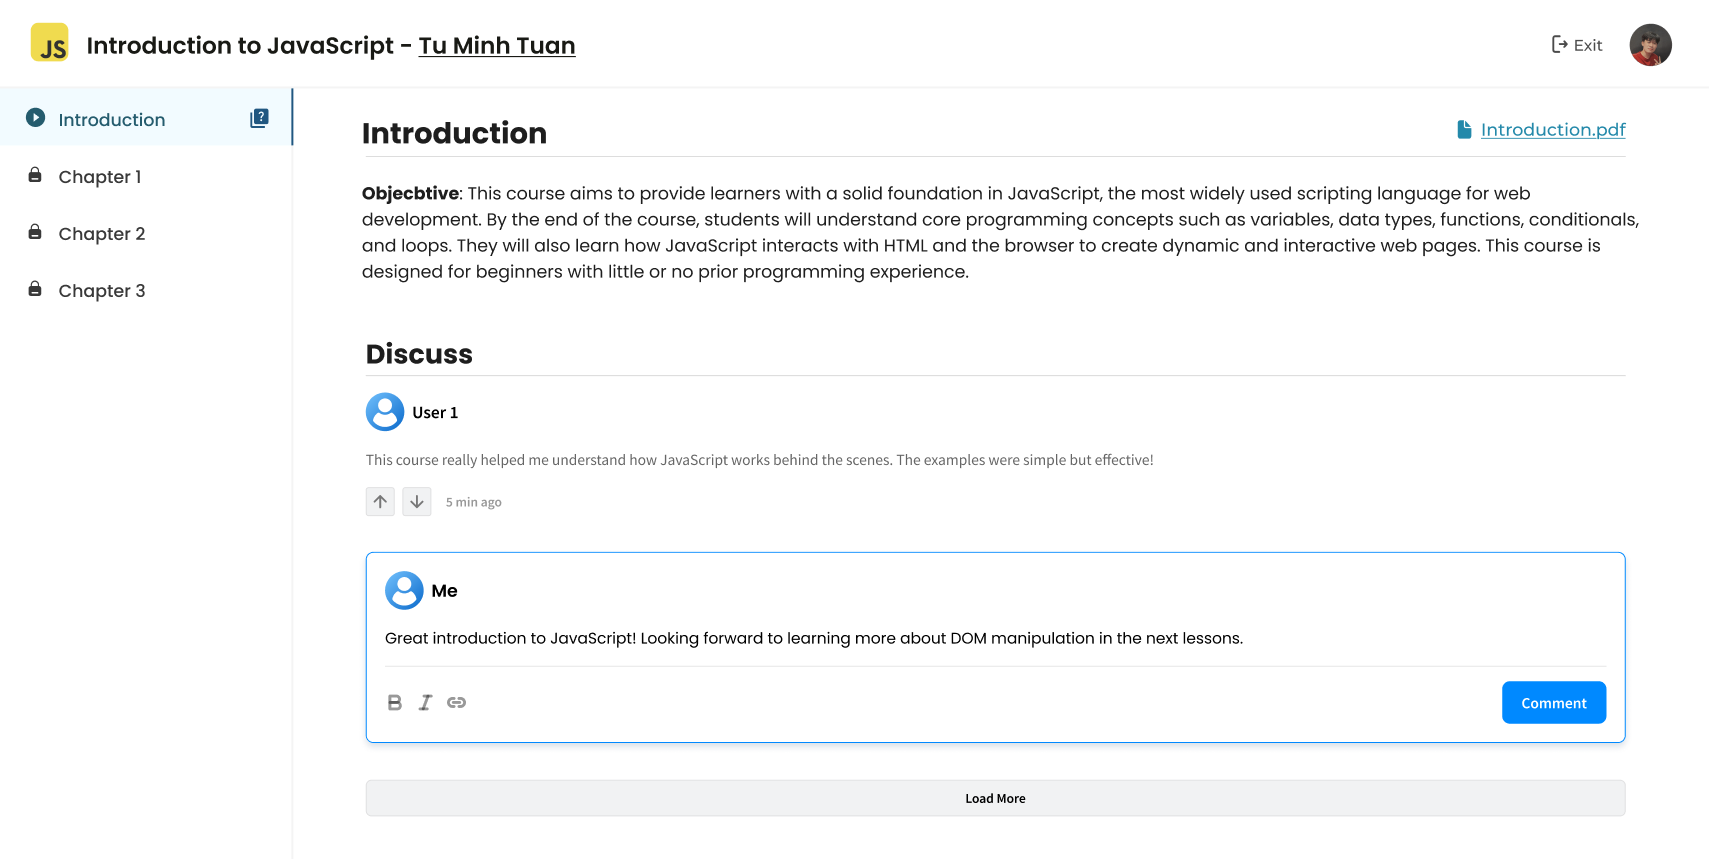 JS
Introduction to JavaScript - Tu Minh Tuan
Exit
Introduction
?
Chapter 1
Chapter 2
Chapter 3
Introduction
Introduction.pdf
Objecbtive: This course aims to provide learners with a solid foundation in JavaScript, the most widely used scripting language for web
development. By the end of the course, students will understand core programming concepts such as variables, data types, functions, conditionals,
and loops. They will also learn how JavaScript interacts with HTML and the browser to create dynamic and interactive web pages. This course is
designed for beginners with little or no prior programming experience.
Discuss
User 1
This course really helped me understand how JavaScript works behind the scenes. The examples were simple but effective!
5 min ago
Me
Great introduction to JavaScript! Looking forward to learning more about DOM manipulation in the next lessons.
B I
Comment
Load More